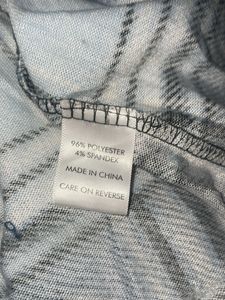 96% POLYESTER
4% SPANDEX
MADE IN CHINA
CARE ON REVERSE